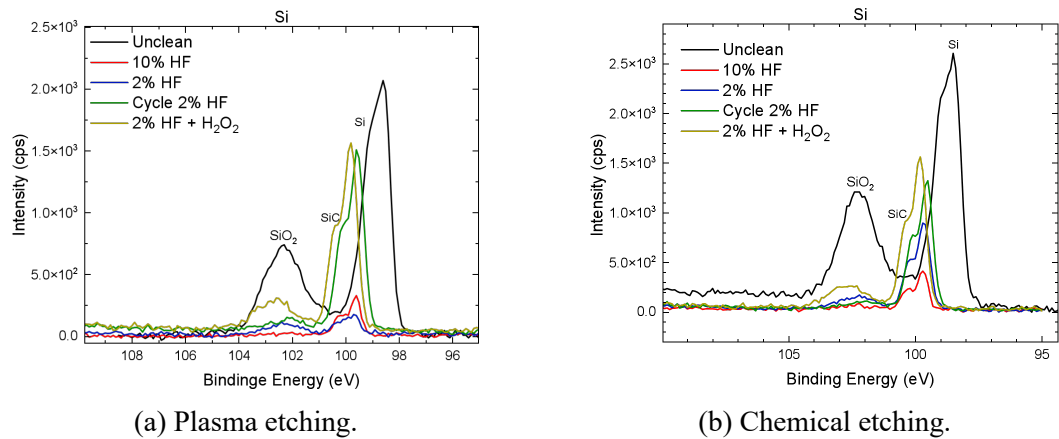 Si
2.5×10³
2.0×10³
1.5×10³
1.0×10³
5.0×10²
0.0
Intensity (cps)
Unclean
10% HF
2% HF
Cycle 2% HF
2% HF + H₂O₂
Si
SiC
SiO₂
108 106 104 102 100 98 96
Bindinge Energy (eV)
(a) Plasma etching.
Si
2.5×10³
2.0×10³
1.5×10³
1.0×10³
5.0×10²
0.0
Intensity (cps)
Unclean
10% HF
2% HF
Cycle 2% HF
2% HF + H₂O₂
Si
SiO₂
SiC
105 100 95
Binding Energy (eV)
(b) Chemical etching.